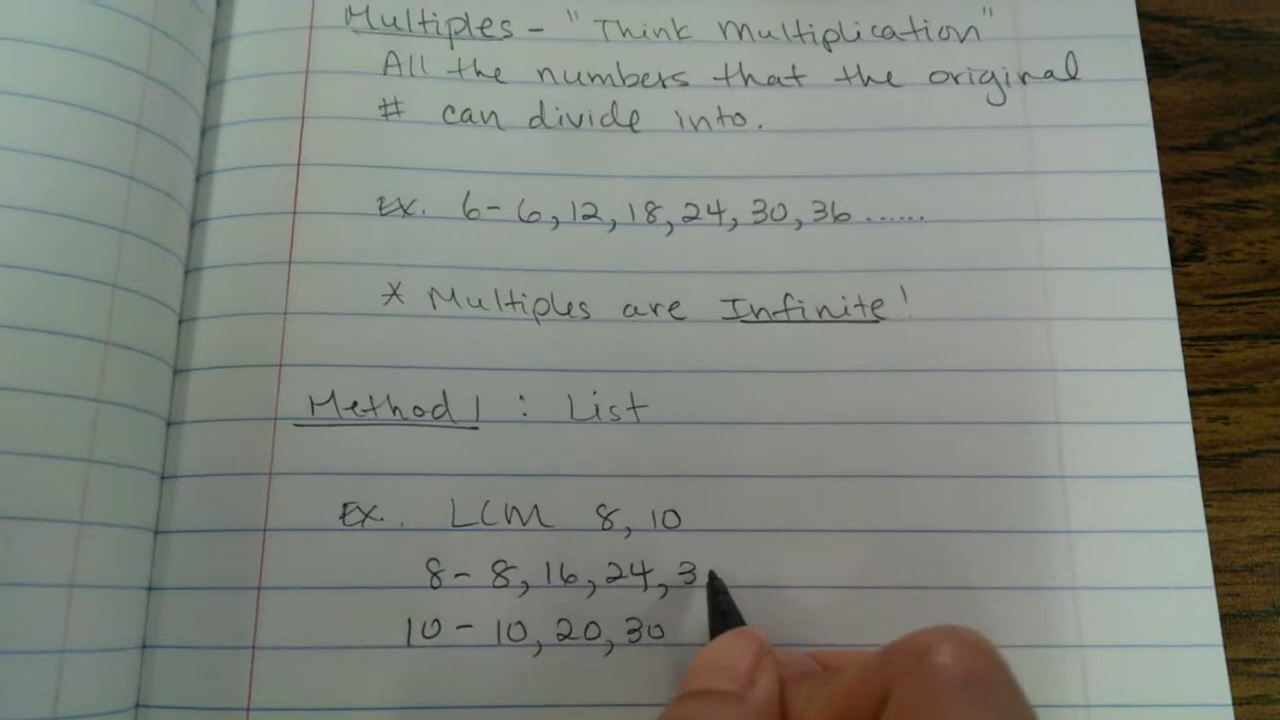 Multiples - "Think Multiplication"
All the numbers that the original
# can divide into.
Ex. 6 - 6, 12, 18, 24, 30, 36 ......
* Multiples are Infinite!
Method 1 : List
Ex. LCM 8, 10
8 - 8, 16, 24, 3
10 - 10, 20, 30